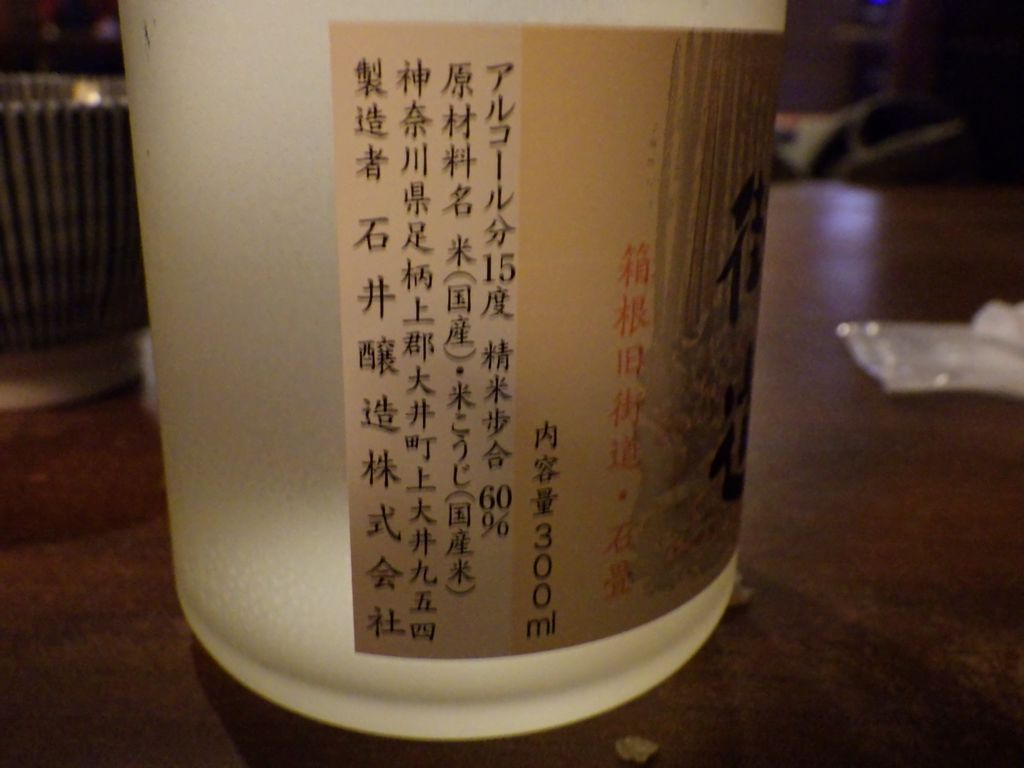 街道
箱根旧街道・石畳
内容量300ml
アルコール分15度 精米歩合 60%
原材料名 米(国産)・米こうじ(国産米)
神奈川県足柄上郡大井町上大井九五四
製造者 石井醸造株式会社